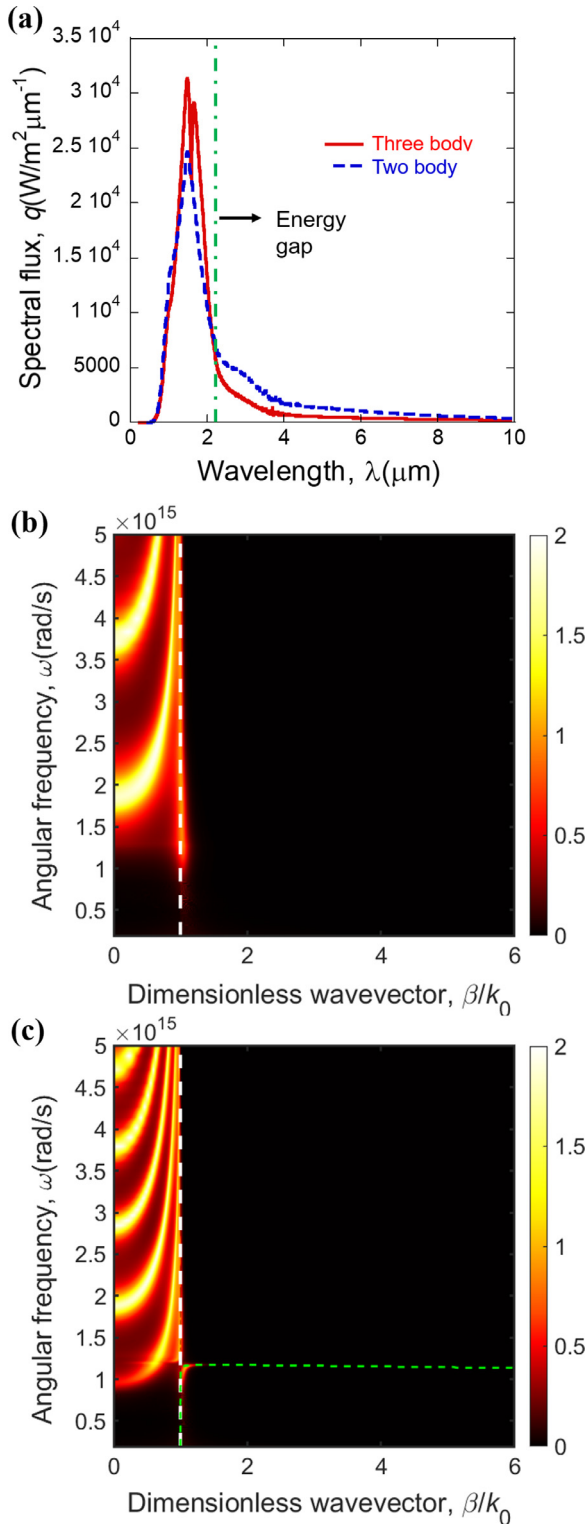 (a)
3.5 10⁴
3 10⁴
2.5 10⁴
2 10⁴
1.5 10⁴
1 10⁴
5000
0
Spectral flux, q(W/m² μm⁻¹)
Three body
Two body
Energy
gap
0 2 4 6 8 10
Wavelength, λ(μm)
(b)
×10¹⁵
5
4.5
4
3.5
3
2.5
2
1.5
1
0.5
Angular frequency, ω(rad/s)
2
1.5
1
0.5
0
0 2 4 6
Dimensionless wavevector, β/k₀
(c)
×10¹⁵
5
4.5
4
3.5
3
2.5
2
1.5
1
0.5
Angular frequency, ω(rad/s)
2
1.5
1
0.5
0
0 2 4 6
Dimensionless wavevector, β/k₀